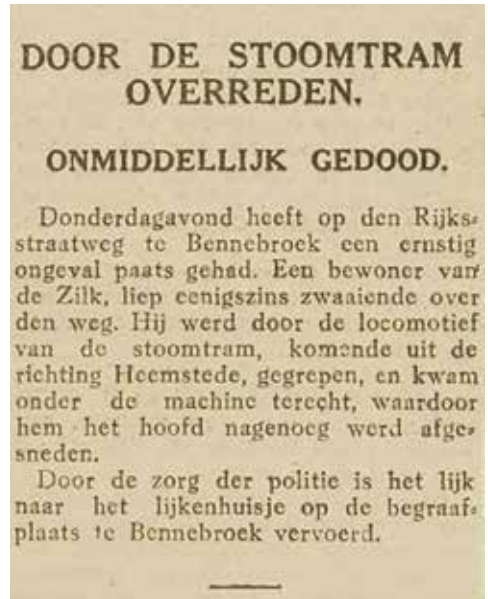 DOOR DE STOOMTRAM
OVERREDEN.
ONMIDDELLIJK GEDOOD.
Donderdagavond heeft op den Rijks-
straatweg te Bennebroek een ernstig
ongeval paats gehad. Een bewoner van
de Zilk, liep eenigszins zwaaiende over
den weg. Hij werd door de locomotief
van de stoomtram, komende uit de
richting Heemstede, gegrepen, en kwam
onder de machine terecht, waardoor
hem het hoofd nagenoeg werd afge-
sneden.
Door de zorg der politie is het lijk
naar het lijkenhuisje op de begraaf-
plaats te Bennebroek vervoerd.